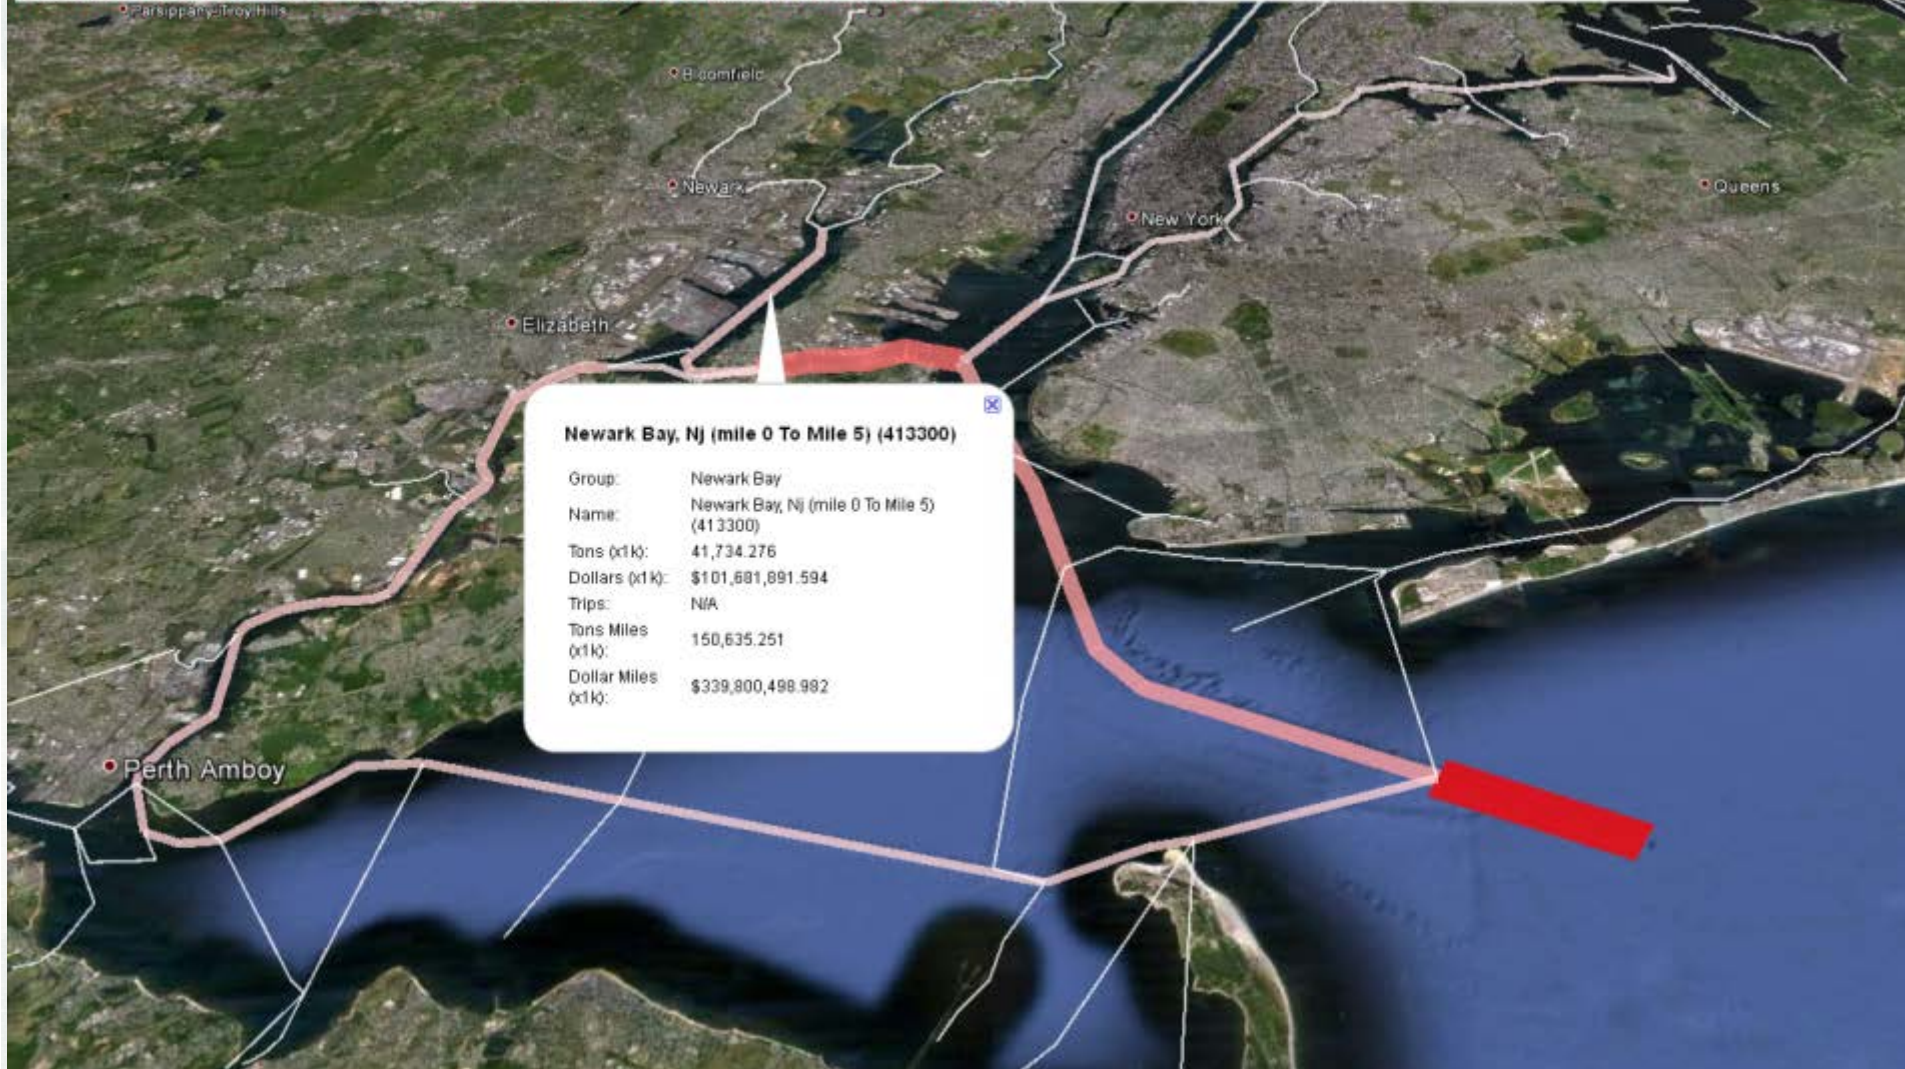 Parsippany-Troy Hills
Bloomfield
Newark
Queens
New York
Elizabeth
Newark Bay, Nj (mile 0 To Mile 5) (413300)
Group: Newark Bay
Name: Newark Bay, Nj (mile 0 To Mile 5)
(413300)
Tons (x1k): 41,734.276
Dollars (x1k): $101,681,891.594
Trips: N/A
Tons Miles
(x1k): 150,635.251
Dollar Miles
(x1k): $339,800,498.982
Perth Amboy